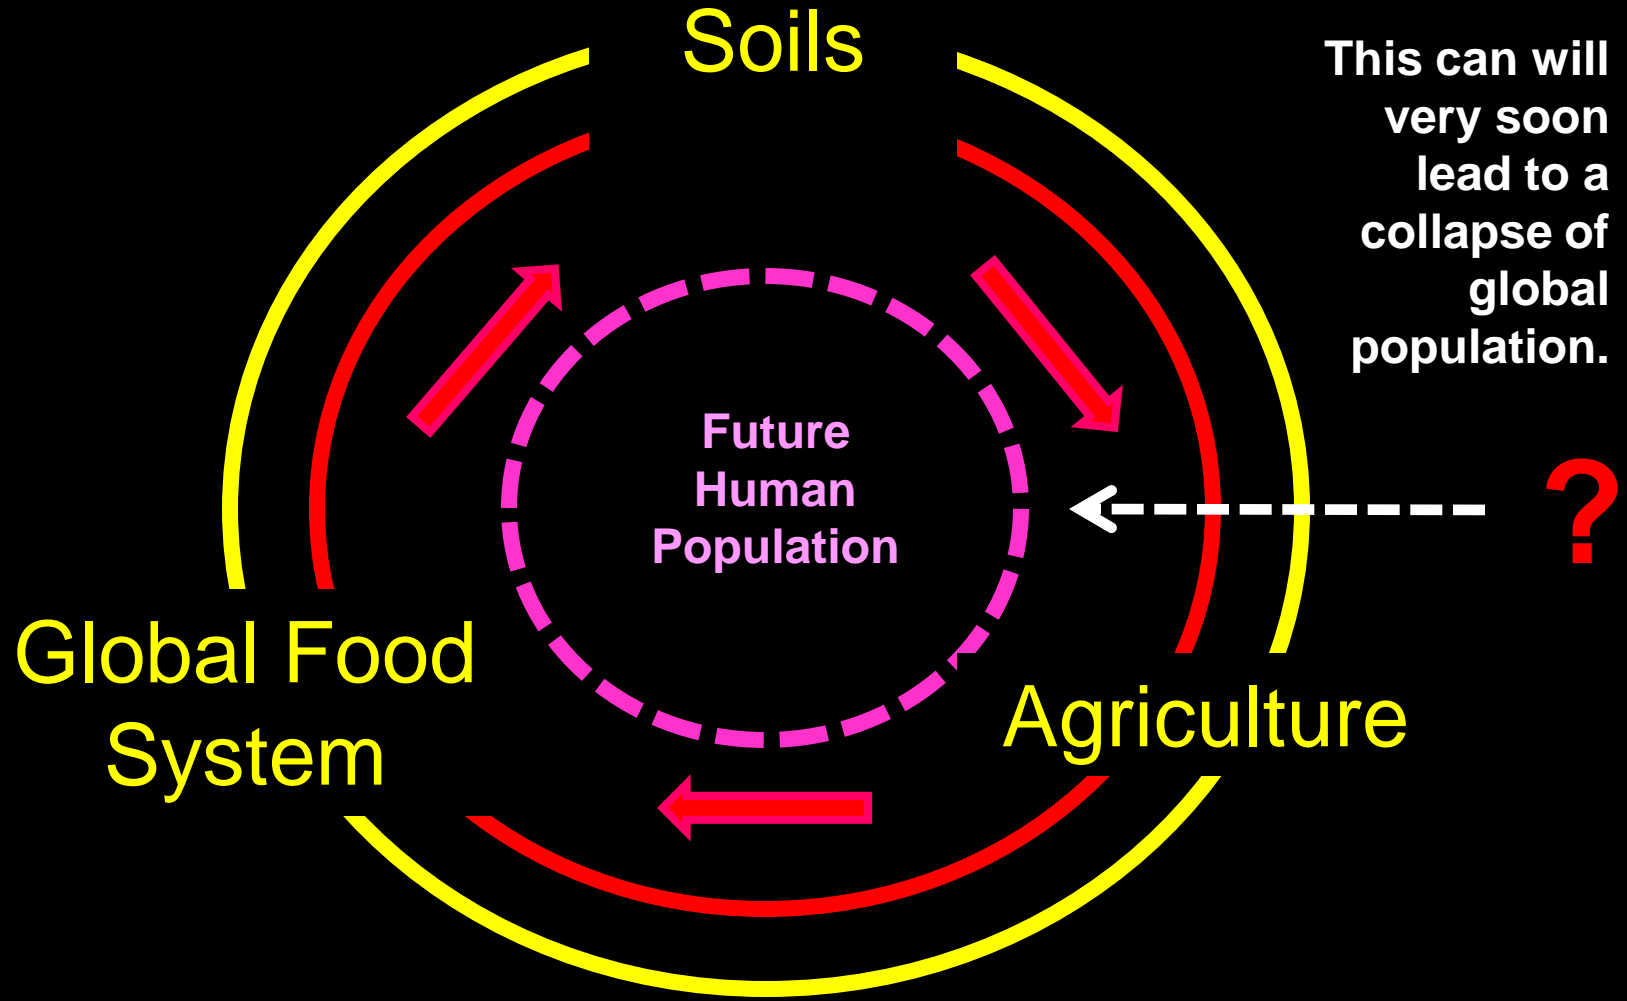 Soils
This can will
very soon
lead to a
collapse of
global
population.
Future
Human
Population
?
Global Food
System
Agriculture